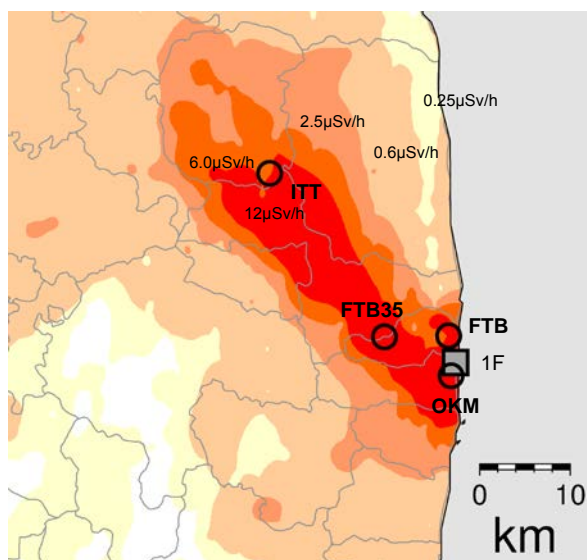 0.25μSv/h
2.5μSv/h
0.6μSv/h
6.0μSv/h
ITT
12μSv/h
FTB35
FTB
1F
OKM
0 10
km